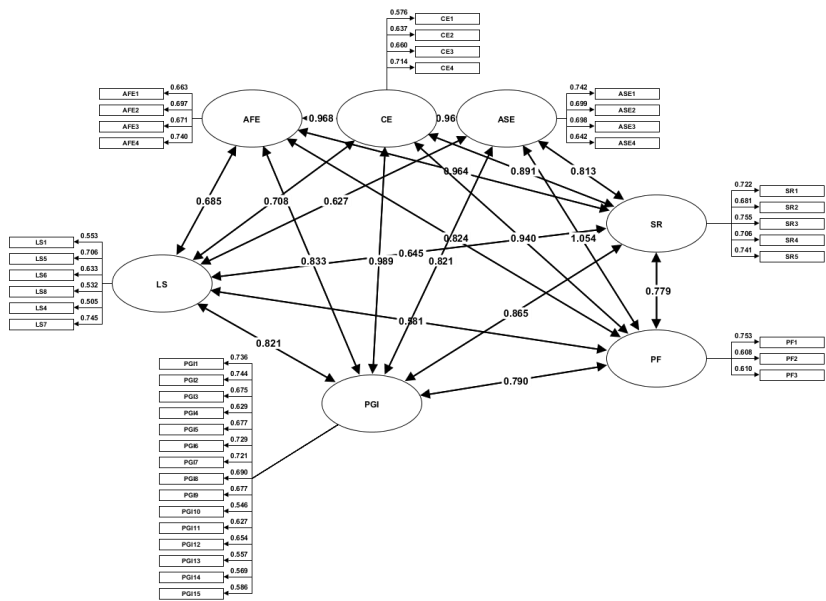 0.576 CE1
0.637 CE2
0.660 CE3
0.714 CE4
AFE1 0.663
AFE2 0.697
AFE3 0.671
AFE4 0.740
AFE
0.968
CE
0.96
ASE
0.742 ASE1
0.699 ASE2
0.698 ASE3
0.642 ASE4
0.964
0.891
0.813
0.685
0.708
0.627
SR
0.722 SR1
0.681 SR2
0.755 SR3
0.706 SR4
0.741 SR5
LS1 0.553
LS5 0.706
LS6 0.633
LS8 0.532
LS4 0.505
LS7 0.745
LS
0.824
0.940
1.054
0.645
0.833
0.989
0.821
0.779
0.865
0.581
0.821
PF
0.753 PF1
0.608 PF2
0.610 PF3
0.790
PGI
PGI1 0.736
PGI2 0.744
PGI3 0.675
PGI4 0.629
PGI5 0.677
PGI6 0.729
PGI7 0.721
PGI8 0.690
PGI9 0.677
PGI10 0.546
PGI11 0.627
PGI12 0.654
PGI13 0.557
PGI14 0.569
PGI15 0.586